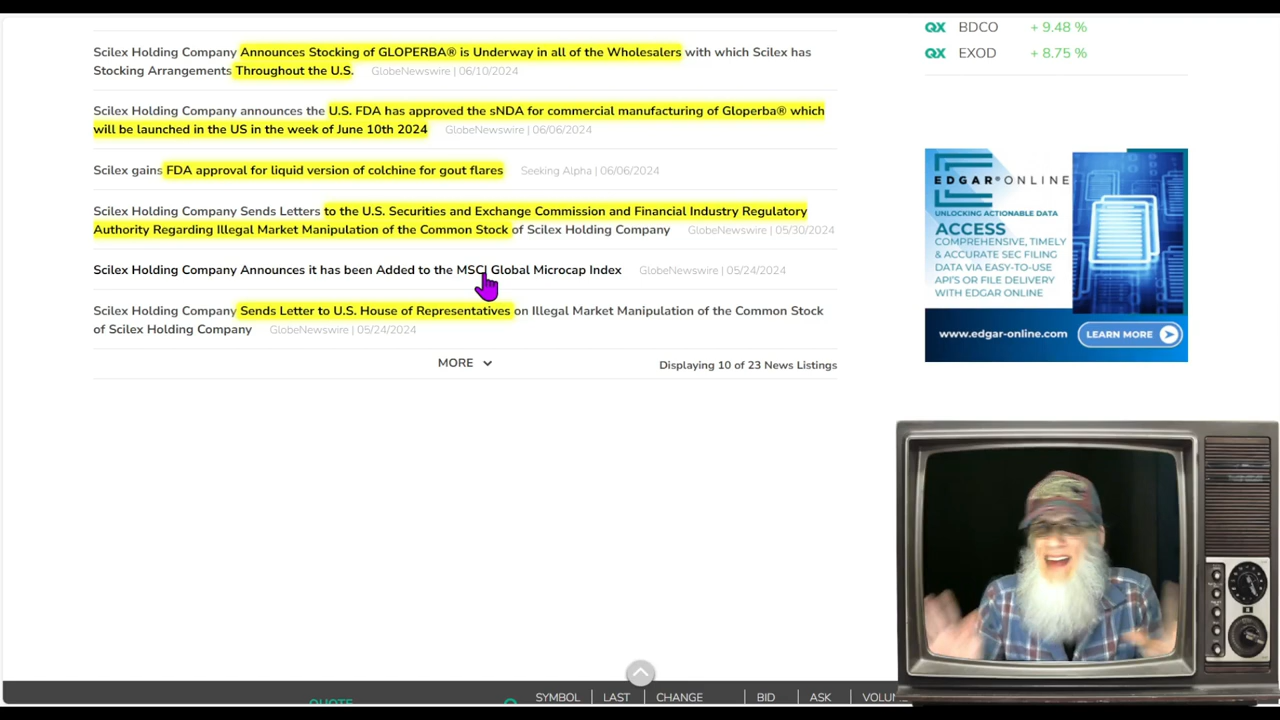 Scilex Holding Company Announces Stocking of GLOPERBA® is Underway in all of the Wholesalers with which Scilex has
Stocking Arrangements Throughout the U.S. GlobeNewswire | 06/10/2024
Scilex Holding Company announces the U.S. FDA has approved the sNDA for commercial manufacturing of Gloperba® which
will be launched in the US in the week of June 10th 2024 GlobeNewswire | 06/06/2024
Scilex gains FDA approval for liquid version of colchine for gout flares Seeking Alpha | 06/06/2024
Scilex Holding Company Sends Letters to the U.S. Securities and Exchange Commission and Financial Industry Regulatory
Authority Regarding Illegal Market Manipulation of the Common Stock of Scilex Holding Company GlobeNewswire | 05/30/2024
Scilex Holding Company Announces it has been Added to the MSCI Global Microcap Index GlobeNewswire | 05/24/2024
Scilex Holding Company Sends Letter to U.S. House of Representatives on Illegal Market Manipulation of the Common Stock
of Scilex Holding Company GlobeNewswire | 05/24/2024
MORE
Displaying 10 of 23 News Listings
QX BDCO + 9.48 %
QX EXOD + 8.75 %
EDGAR® ONLINE
UNLOCKING ACTIONABLE DATA
ACCESS
COMPREHENSIVE, TIMELY
& ACCURATE SEC FILING
DATA VIA EASY-TO-USE
API'S OR FILE DELIVERY
WITH EDGAR ONLINE
www.edgar-online.com LEARN MORE
QUOTE
SYMBOL LAST CHANGE BID ASK